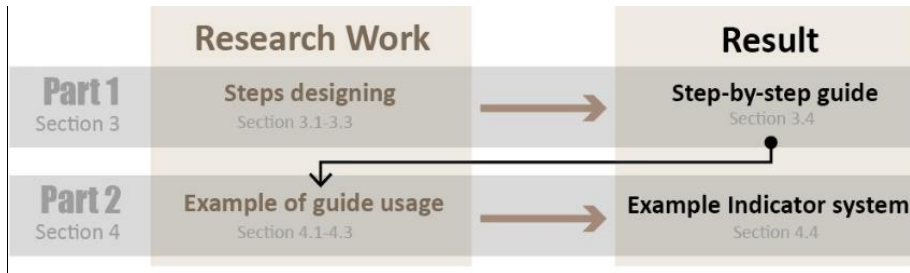 Research Work
Result
Part 1
Section 3
Steps designing
Section 3.1-3.3
Step-by-step guide
Section 3.4
Part 2
Section 4
Example of guide usage
Section 4.1-4.3
Example Indicator system
Section 4.4